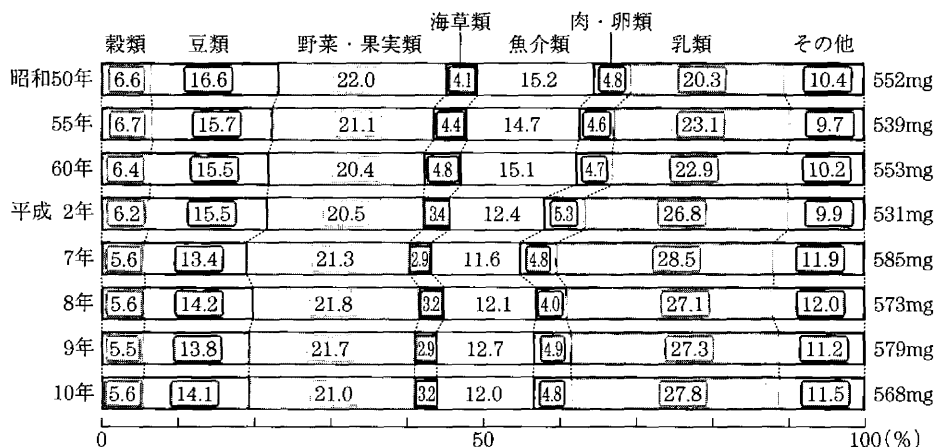 海草類 肉・卵類
穀類 豆類 野菜・果実類 魚介類 乳類 その他
昭和50年 6.6 16.6 22.0 4.1 15.2 4.8 20.3 10.4 552mg
55年 6.7 15.7 21.1 4.4 14.7 4.6 23.1 9.7 539mg
60年 6.4 15.5 20.4 4.8 15.1 4.7 22.9 10.2 553mg
平成 2年 6.2 15.5 20.5 3.4 12.4 5.3 26.8 9.9 531mg
7年 5.6 13.4 21.3 2.9 11.6 4.8 28.5 11.9 585mg
8年 5.6 14.2 21.8 3.2 12.1 4.0 27.1 12.0 573mg
9年 5.5 13.8 21.7 2.9 12.7 4.9 27.3 11.2 579mg
10年 5.6 14.1 21.0 3.2 12.0 4.8 27.8 11.5 568mg
0 50 100(%)